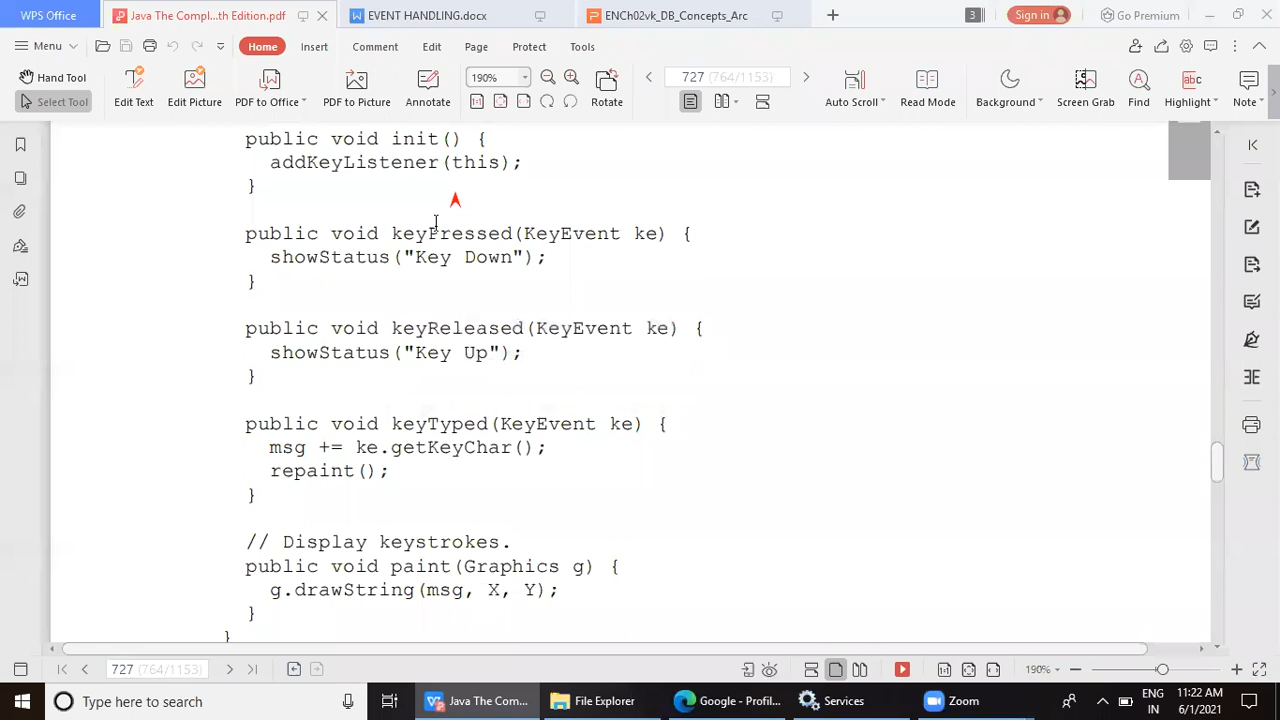 WPS Office
Java The Compl...th Edition.pdf
EVENT HANDLING.docx
ENCh02vk_DB_Concepts_Ar...
3
Sign in
Go Premium
Menu
Home
Insert
Comment
Edit
Page
Protect
Tools
Hand Tool
Select Tool
Edit Text
Edit Picture
PDF to Office
PDF to Picture
Annotate
190%
Rotate
727 (764/1153)
Auto Scroll
Read Mode
Background
Screen Grab
Find
Highlight
Note
public void init() {
addKeyListener(this);
}
public void keyPressed(KeyEvent ke) {
showStatus("Key Down");
}
public void keyReleased(KeyEvent ke) {
showStatus("Key Up");
}
public void keyTyped(KeyEvent ke) {
msg += ke.getKeyChar();
repaint();
}
// Display keystrokes.
public void paint(Graphics g) {
g.drawString(msg, X, Y);
}
}
727 (764/1153)
190%
Type here to search
Java The Com...
File Explorer
Google - Profil...
Services
Zoom
ENG
IN
11:22 AM
6/1/2021